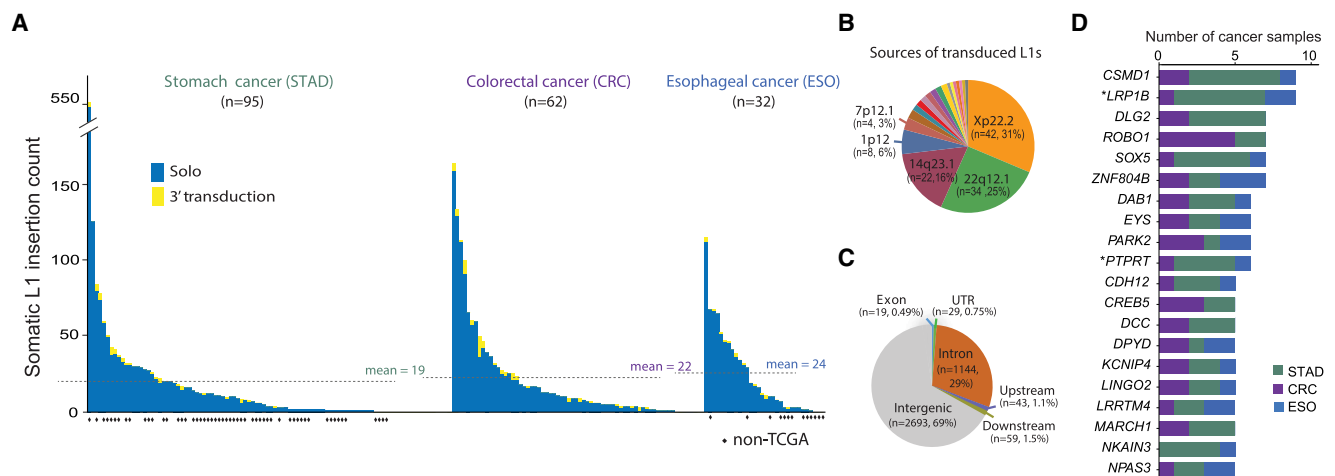 A
Somatic L1 insertion count
550
150
100
50
0
Stomach cancer (STAD)
(n=95)
Colorectal cancer (CRC)
(n=62)
Esophageal cancer (ESO)
(n=32)
Solo
3' transduction
mean = 19
mean = 22
mean = 24
non-TCGA
B
Sources of transduced L1s
7p12.1
(n=4, 3%)
1p12
(n=8, 6%)
14q23.1
(n=22,16%)
Xp22.2
(n=42, 31%)
22q12.1
(n=34 ,25%)
C
Exon
(n=19, 0.49%)
UTR
(n=29, 0.75%)
Intron
(n=1144,
29%)
Upstream
(n=43, 1.1%)
Downstream
(n=59, 1.5%)
Intergenic
(n=2693, 69%)
D
Number of cancer samples
0 5 10
CSMD1
*LRP1B
DLG2
ROBO1
SOX5
ZNF804B
DAB1
EYS
PARK2
*PTPRT
CDH12
CREB5
DCC
DPYD
KCNIP4
LINGO2
LRRTM4
MARCH1
NKAIN3
NPAS3
STAD
CRC
ESO